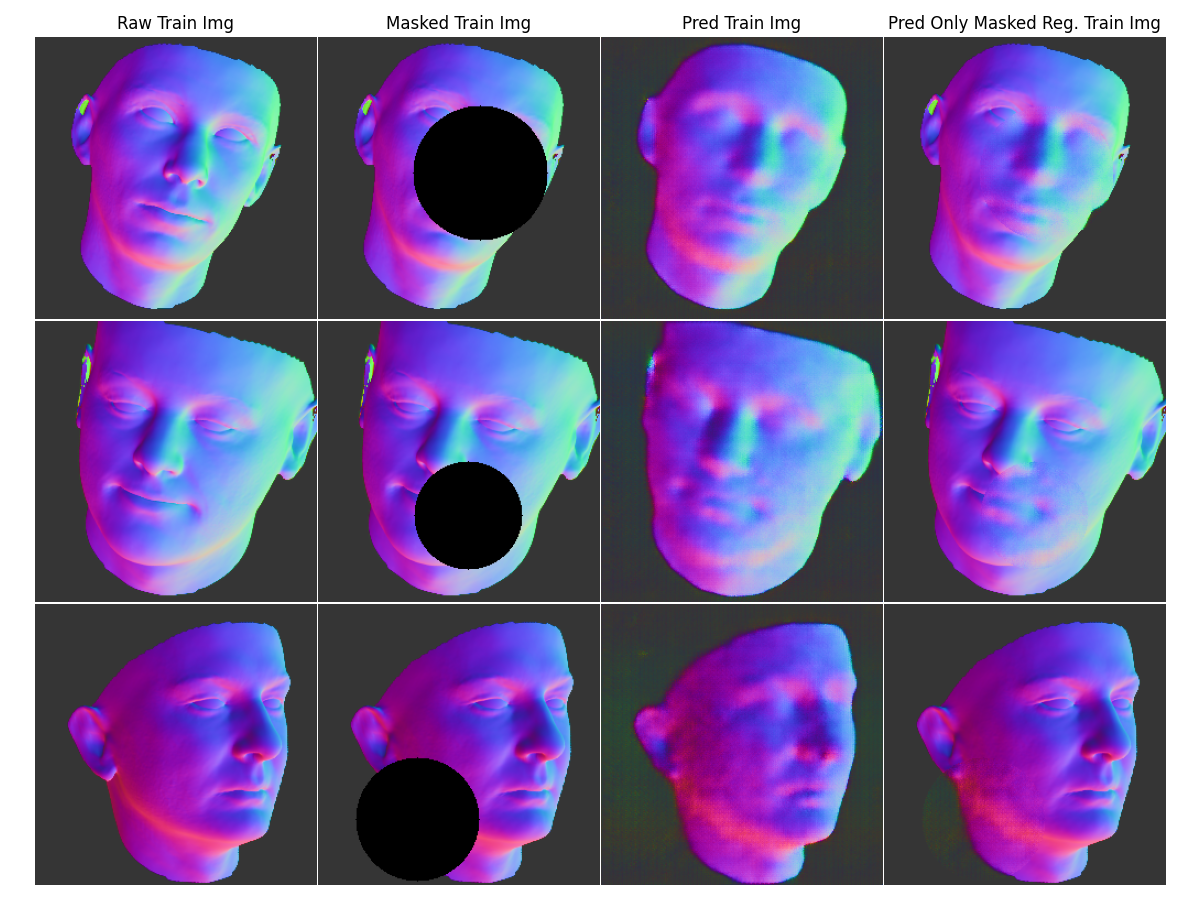 Raw Train Img
Masked Train Img
Pred Train Img
Pred Only Masked Reg. Train Img